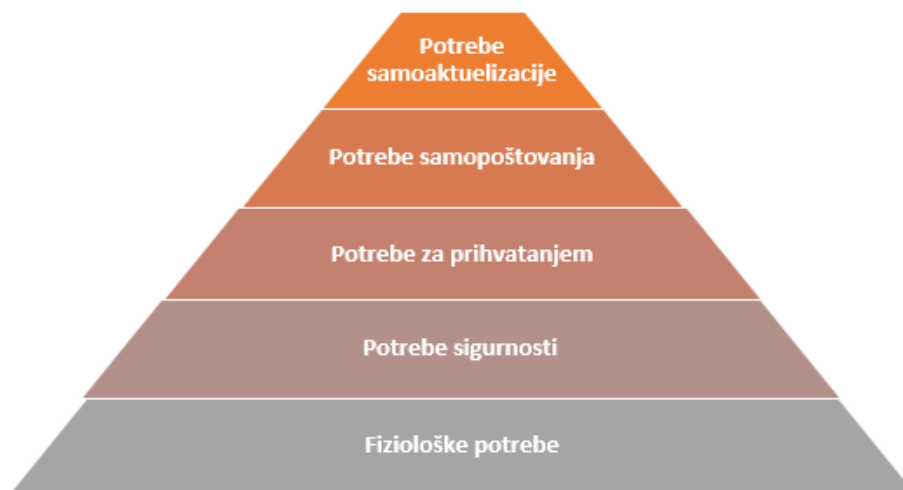 Potrebe
samoaktuelizacije
Potrebe samopoštovanja
Potrebe za prihvatanjem
Potrebe sigurnosti
Fiziološke potrebe